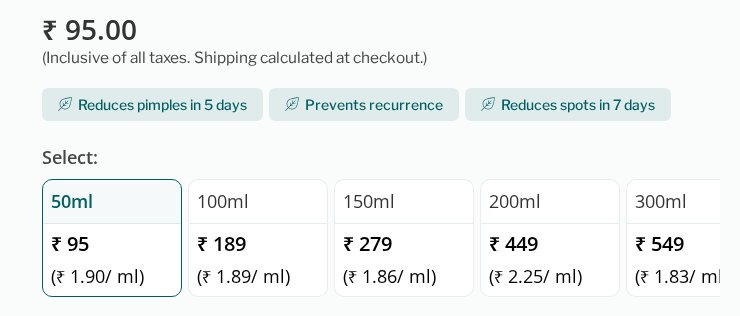 ₹ 95.00
(Inclusive of all taxes. Shipping calculated at checkout.)
Reduces pimples in 5 days Prevents recurrence Reduces spots in 7 days
Select:
50ml 100ml 150ml 200ml 300ml
₹ 95 ₹ 189 ₹ 279 ₹ 449 ₹ 549
(₹ 1.90/ ml) (₹ 1.89/ ml) (₹ 1.86/ ml) (₹ 2.25/ ml) (₹ 1.83/ ml